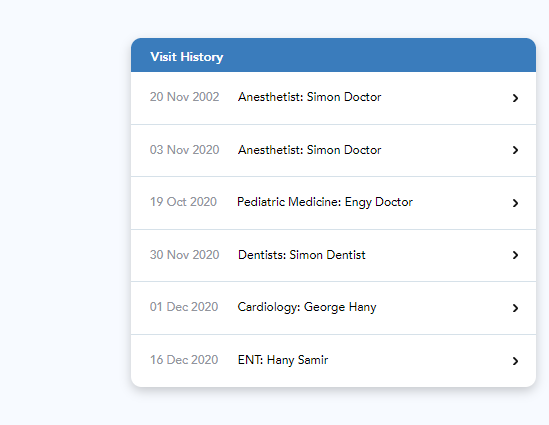 Visit History
20 Nov 2002 Anesthetist: Simon Doctor
03 Nov 2020 Anesthetist: Simon Doctor
19 Oct 2020 Pediatric Medicine: Engy Doctor
30 Nov 2020 Dentists: Simon Dentist
01 Dec 2020 Cardiology: George Hany
16 Dec 2020 ENT: Hany Samir